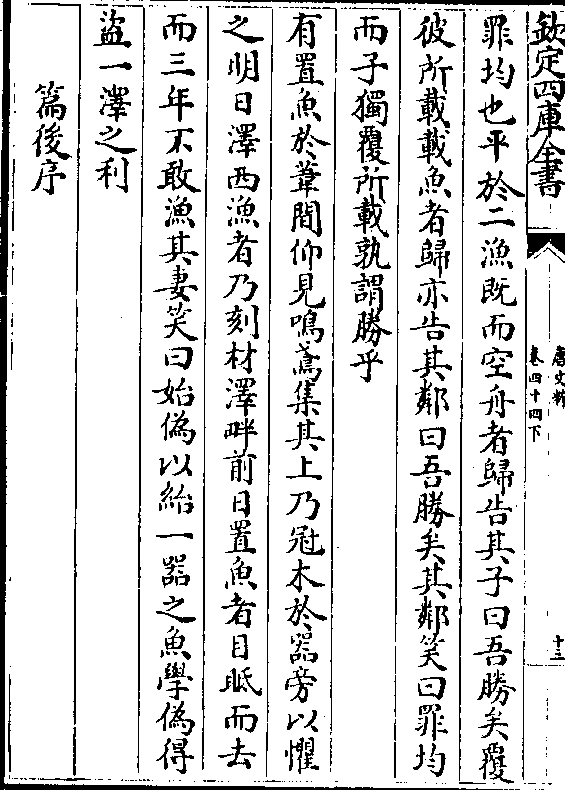 欽定四庫全書
唐文粹
卷四十四下
十三
罪均也平於二漁既而空舟者歸告其子曰吾勝矣覆
彼所載載魚者歸亦告其鄰曰吾勝矣其鄰笑曰罪均
而子獨覆所載孰謂勝乎
有置魚於葦間仰見鳴鳶集其上乃冠木於器旁以懼
之明日澤西漁者乃刻材澤畔前日置魚者目眡而去
而三年不敢漁其妻笑曰始偽以紿一器之魚學偽得
盜一澤之利
篇後序